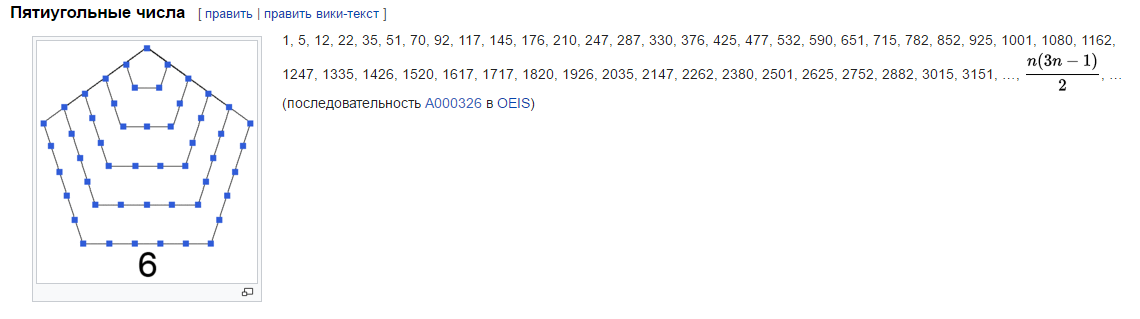 Пятиугольные числа [ править | править вики-текст ]
1, 5, 12, 22, 35, 51, 70, 92, 117, 145, 176, 210, 247, 287, 330, 376, 425, 477, 532, 590, 651, 715, 782, 852, 925, 1001, 1080, 1162,
1247, 1335, 1426, 1520, 1617, 1717, 1820, 1926, 2035, 2147, 2262, 2380, 2501, 2625, 2752, 2882, 3015, 3151, …, n(3n − 1)/2, …
(последовательность A000326 в OEIS)
6